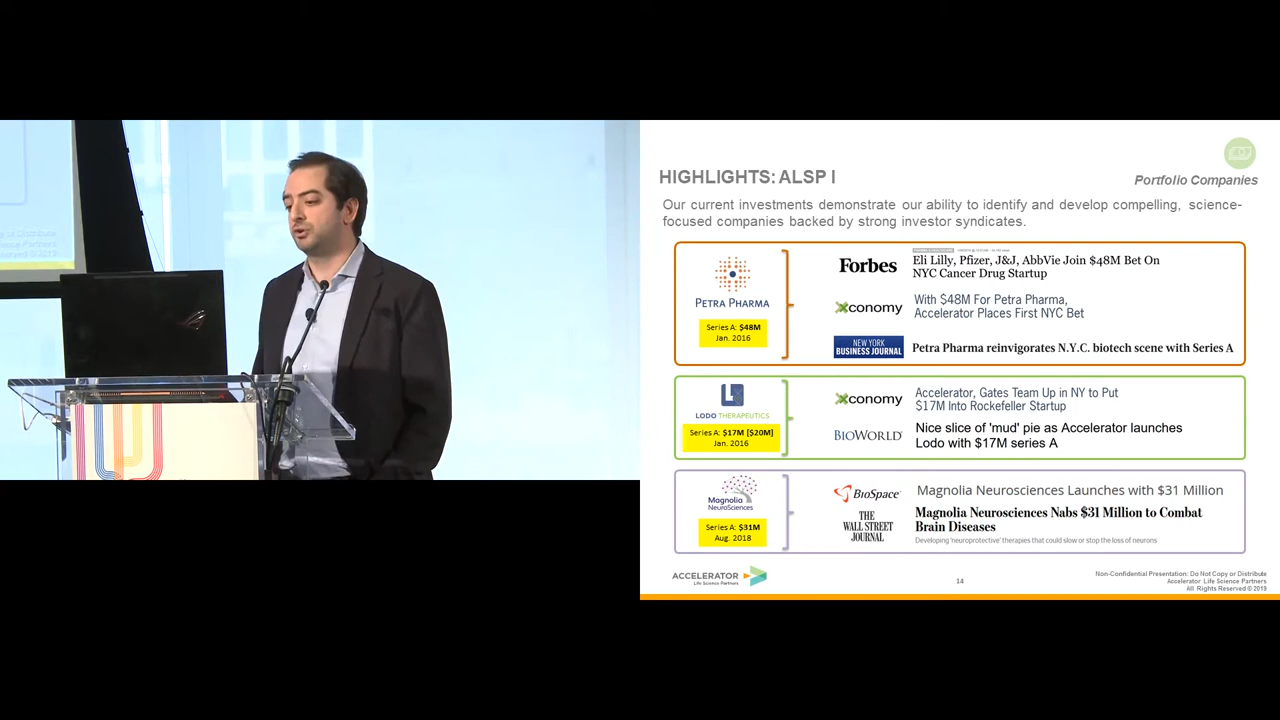 HIGHLIGHTS: ALSP I
Portfolio Companies
Our current investments demonstrate our ability to identify and develop compelling, science-
focused companies backed by strong investor syndicates.
PETRA PHARMA
Series A: $48M
Jan. 2016
Forbes
Eli Lilly, Pfizer, J&J, AbbVie Join $48M Bet On
NYC Cancer Drug Startup
Xconomy
With $48M For Petra Pharma,
Accelerator Places First NYC Bet
NEW YORK
BUSINESS JOURNAL
Petra Pharma reinvigorates N.Y.C. biotech scene with Series A
LODO THERAPEUTICS
Series A: $17M [$20M]
Jan. 2016
Xconomy
Accelerator, Gates Team Up in NY to Put
$17M Into Rockefeller Startup
BIOWORLD
Nice slice of 'mud' pie as Accelerator launches
Lodo with $17M series A
Magnolia
NeuroSciences
Series A: $31M
Aug. 2018
BioSpace
Magnolia Neurosciences Launches with $31 Million
THE
WALL STREET
JOURNAL
Magnolia Neurosciences Nabs $31 Million to Combat
Brain Diseases
Developing 'neuroprotective' therapies that could slow or stop the loss of neurons
ACCELERATOR
Life Science Partners
14
Non-Confidential Presentation: Do Not Copy or Distribute
Accelerator Life Science Partners
All Rights Reserved © 2019